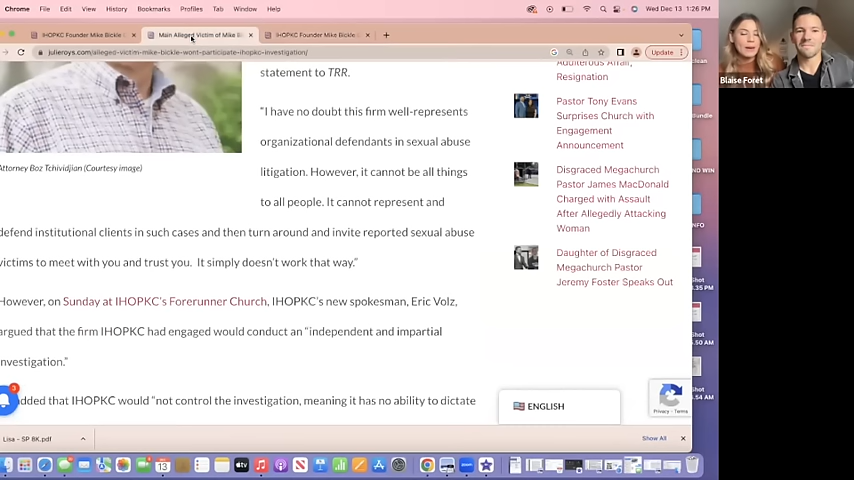 Chrome File Edit View History Bookmarks Profiles Tab Window Help Wed Dec 13 1:26 PM
IHOPKC Founder Mike Bickle
Main Alleged Victim of Mike Bi
IHOPKC Founder Mike Bickle
julieroys.com/alleged-victim-mike-bickle-wont-participate-ihopkc-investigation/
Update
Blaise Foret
statement to TRR.
“I have no doubt this firm well-represents
organizational defendants in sexual abuse
litigation. However, it cannot be all things
to all people. It cannot represent and
defend institutional clients in such cases and then turn around and invite reported sexual abuse
victims to meet with you and trust you. It simply doesn’t work that way.”
However, on Sunday at IHOPKC’s Forerunner Church, IHOPKC’s new spokesman, Eric Volz,
argued that the firm IHOPKC had engaged would conduct an “independent and impartial
investigation.”
added that IHOPKC would “not control the investigation, meaning it has no ability to dictate
Attorney Boz Tchividjian (Courtesy image)
Adulterous Affair,
Resignation
Pastor Tony Evans
Surprises Church with
Engagement
Announcement
Disgraced Megachurch
Pastor James MacDonald
Charged with Assault
After Allegedly Attacking
Woman
Daughter of Disgraced
Megachurch Pastor
Jeremy Foster Speaks Out
3
ENGLISH
Privacy - Terms
Lisa - SP 8K.pdf
Show All